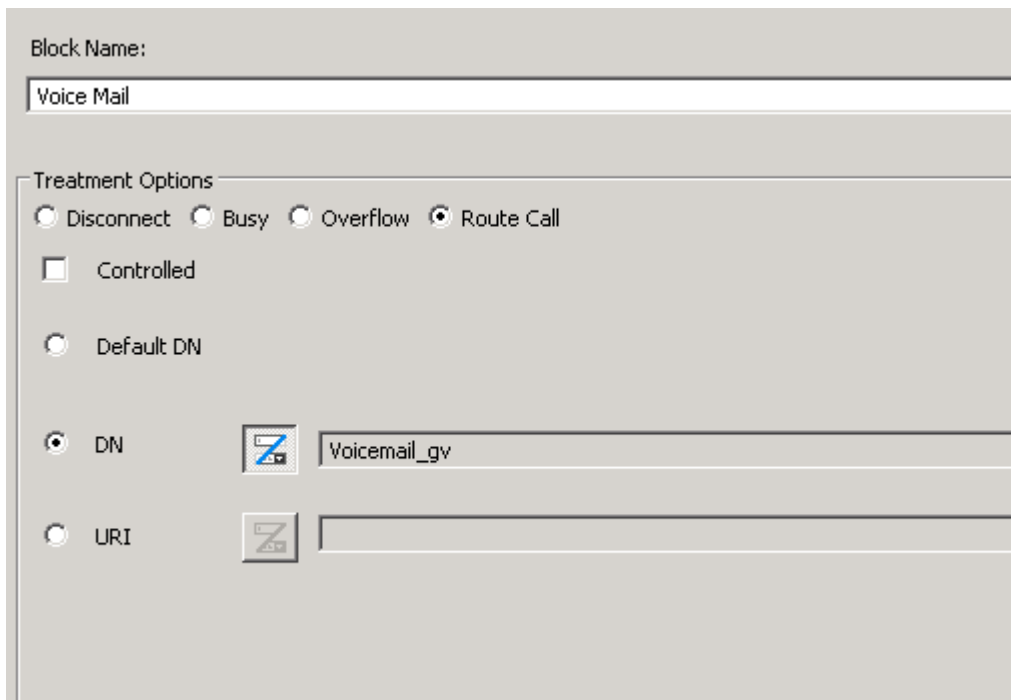 Block Name:
Voice Mail
Treatment Options
Disconnect Busy Overflow Route Call
Controlled
Default DN
DN Voicemail_gv
URI